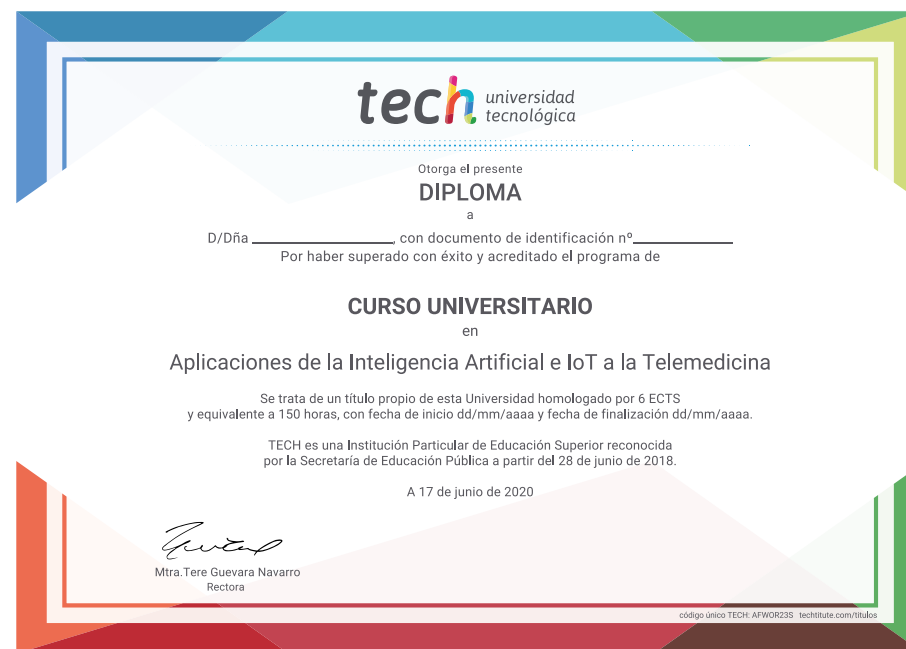 tech universidad
tecnológica
Otorga el presente
DIPLOMA
a
D/Dña ____________________, con documento de identificación nº______________
Por haber superado con éxito y acreditado el programa de
CURSO UNIVERSITARIO
en
Aplicaciones de la Inteligencia Artificial e IoT a la Telemedicina
Se trata de un título propio de esta Universidad homologado por 6 ECTS
y equivalente a 150 horas, con fecha de inicio dd/mm/aaaa y fecha de finalización dd/mm/aaaa.
TECH es una Institución Particular de Educación Superior reconocida
por la Secretaría de Educación Pública a partir del 28 de junio de 2018.
A 17 de junio de 2020
Mtra.Tere Guevara Navarro
Rectora
código único TECH: AFWOR23S techtitute.com/titulos